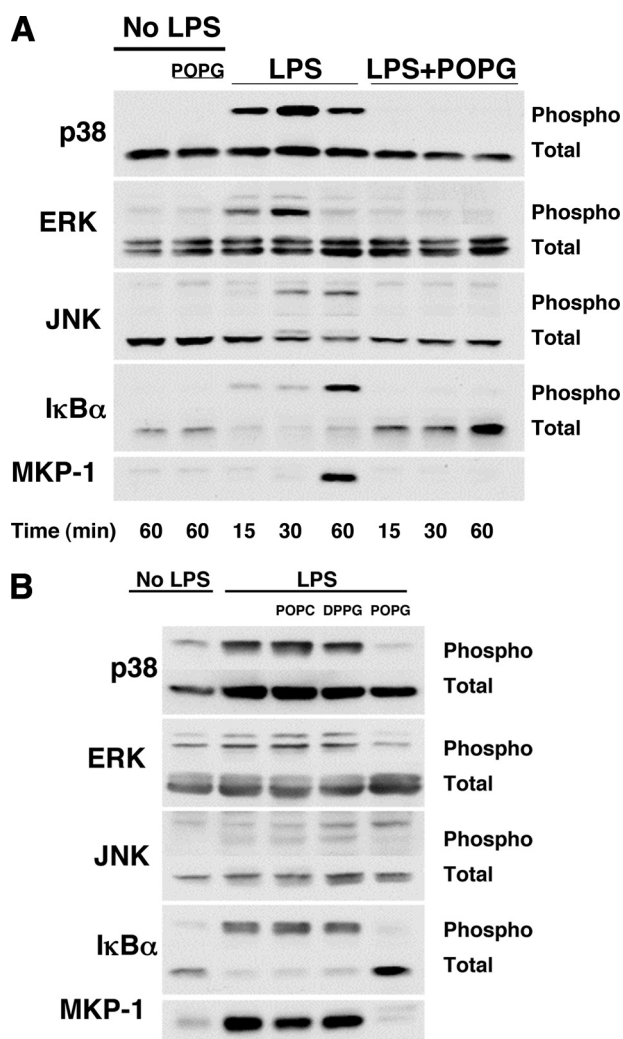 A
No LPS
POPG LPS LPS+POPG
p38 Phospho
Total
ERK Phospho
Total
JNK Phospho
Total
IκBα Phospho
Total
MKP-1
Time (min) 60 60 15 30 60 15 30 60
B
No LPS LPS
POPC DPPG POPG
p38 Phospho
Total
ERK Phospho
Total
JNK Phospho
Total
IκBα Phospho
Total
MKP-1